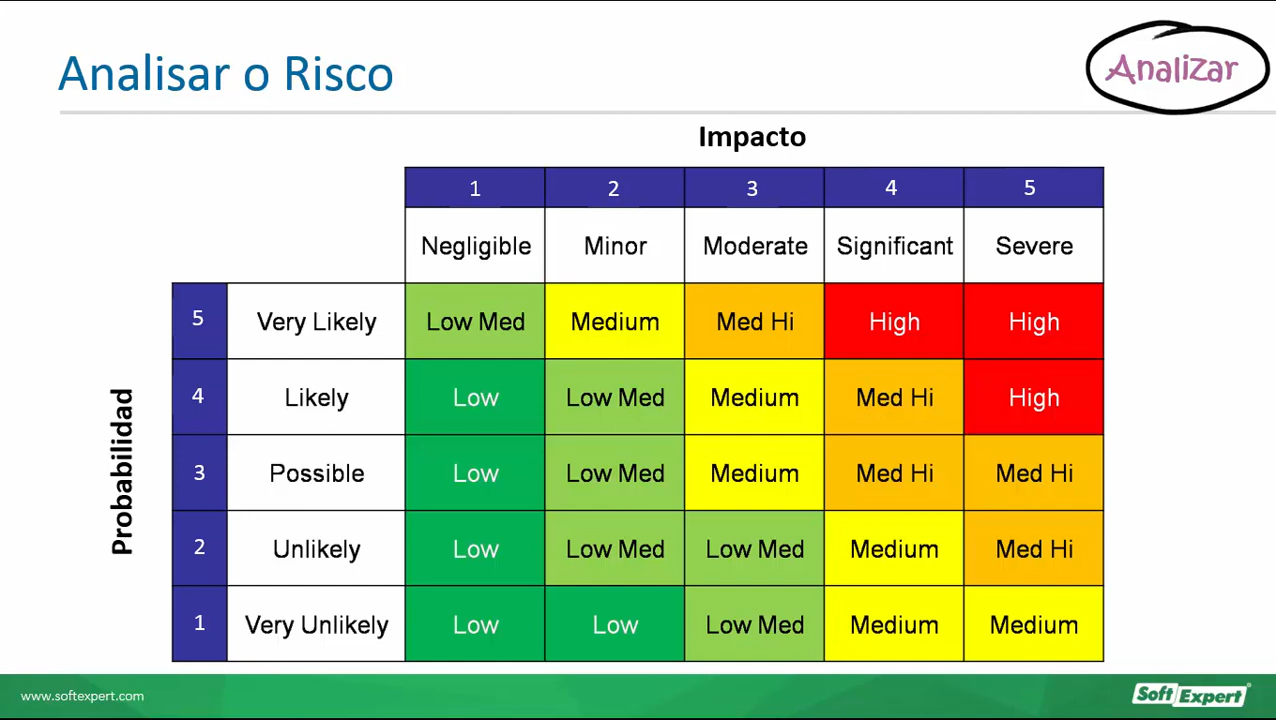 Analisar o Risco
Analizar
Impacto
1 2 3 4 5
Negligible Minor Moderate Significant Severe
5 Very Likely Low Med Medium Med Hi High High
4 Likely Low Low Med Medium Med Hi High
3 Possible Low Low Med Medium Med Hi Med Hi
2 Unlikely Low Low Med Low Med Medium Med Hi
1 Very Unlikely Low Low Low Med Medium Medium
Probabilidad
www.softexpert.com
SoftExpert